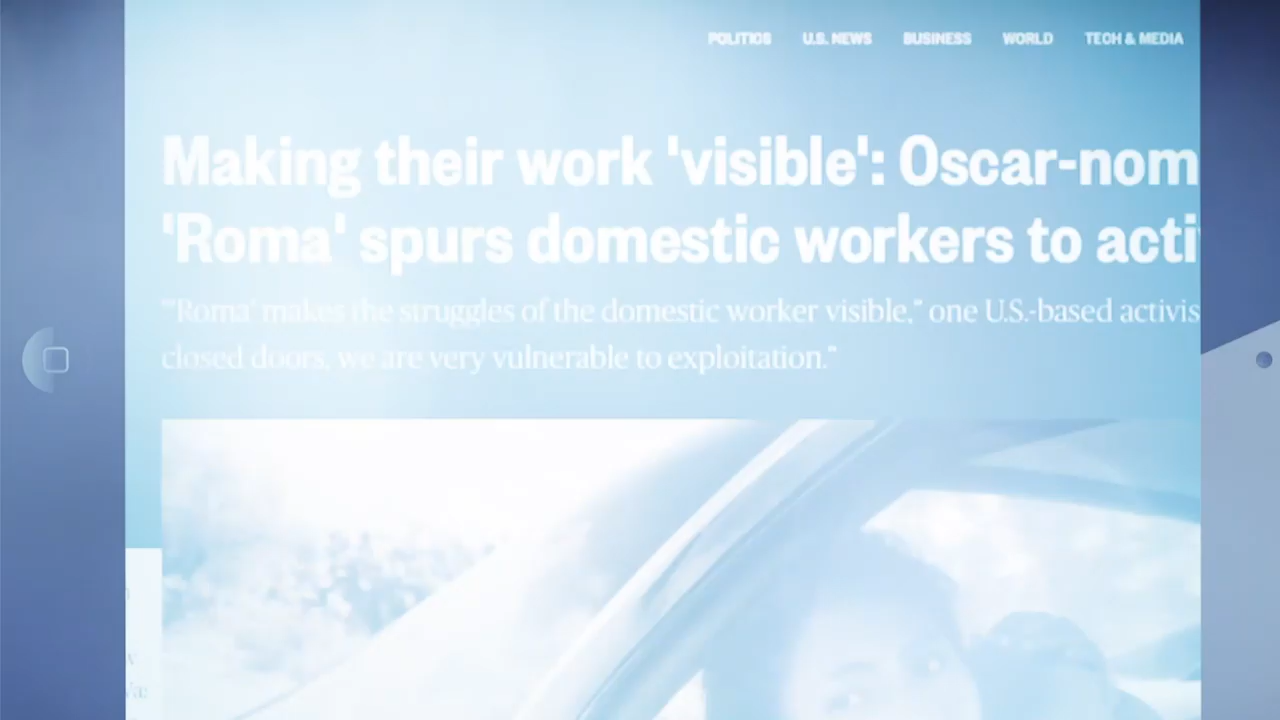 POLITICS U.S. NEWS BUSINESS WORLD TECH & MEDIA
Making their work 'visible': Oscar-nom
'Roma' spurs domestic workers to acti
"'Roma' makes the struggles of the domestic worker visible," one U.S.-based activis
closed doors, we are very vulnerable to exploitation."